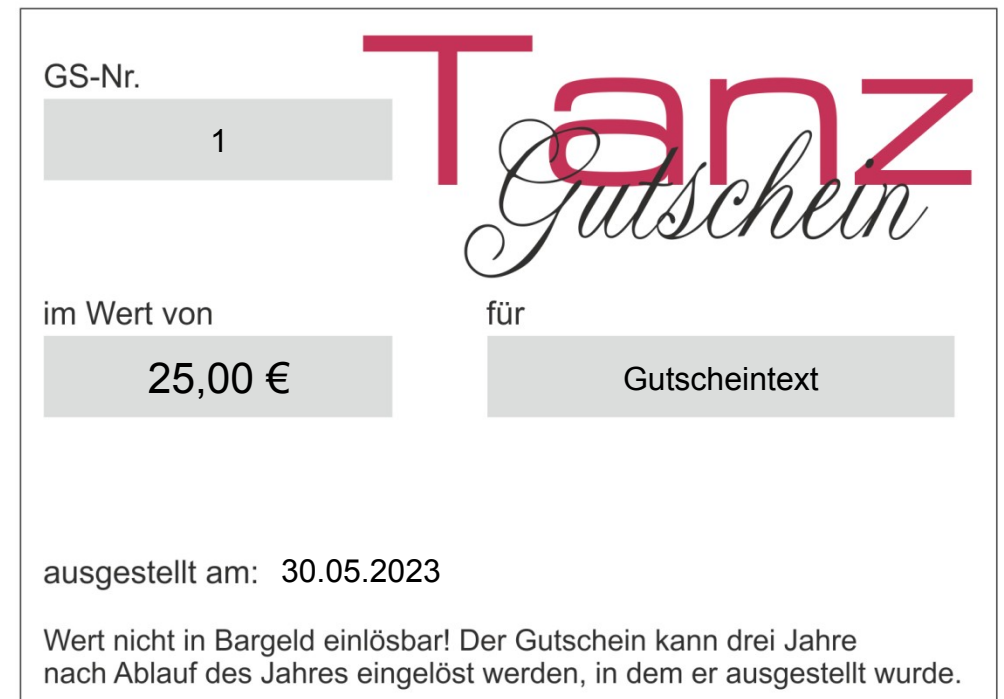 GS-Nr.
1
Tanz
Gutschein
im Wert von
für
25,00 €
Gutscheintext
ausgestellt am: 30.05.2023
Wert nicht in Bargeld einlösbar! Der Gutschein kann drei Jahre
nach Ablauf des Jahres eingelöst werden, in dem er ausgestellt wurde.